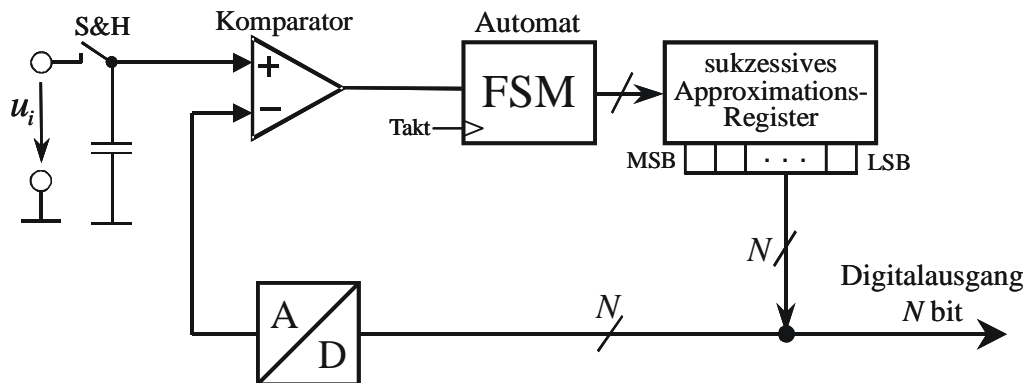 S&H
Komparator
Automat
u_i
+
−
FSM
Takt
sukzessives
Approximations-
Register
MSB
. . .
LSB
N
Digitalausgang
N bit
A
D
N